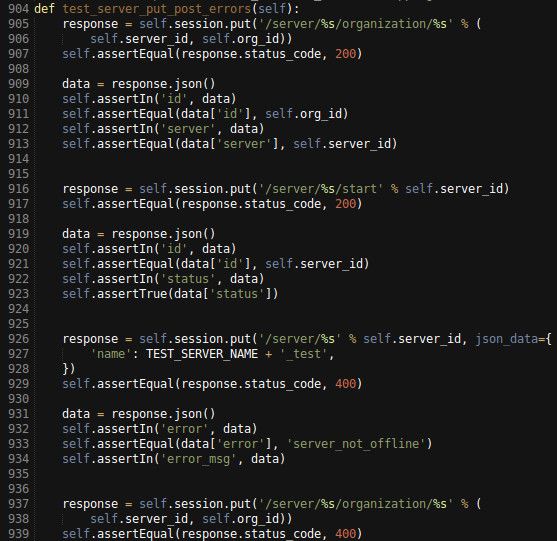 904 def test_server_put_post_errors(self):
905     response = self.session.put('/server/%s/organization/%s' % (
906         self.server_id, self.org_id))
907     self.assertEqual(response.status_code, 200)
908
909     data = response.json()
910     self.assertIn('id', data)
911     self.assertEqual(data['id'], self.org_id)
912     self.assertIn('server', data)
913     self.assertEqual(data['server'], self.server_id)
914
915
916     response = self.session.put('/server/%s/start' % self.server_id)
917     self.assertEqual(response.status_code, 200)
918
919     data = response.json()
920     self.assertIn('id', data)
921     self.assertEqual(data['id'], self.server_id)
922     self.assertIn('status', data)
923     self.assertTrue(data['status'])
924
925
926     response = self.session.put('/server/%s' % self.server_id, json_data={
927         'name': TEST_SERVER_NAME + '_test',
928     })
929     self.assertEqual(response.status_code, 400)
930
931     data = response.json()
932     self.assertIn('error', data)
933     self.assertEqual(data['error'], 'server_not_offline')
934     self.assertIn('error_msg', data)
935
936
937     response = self.session.put('/server/%s/organization/%s' % (
938         self.server_id, self.org_id))
939     self.assertEqual(response.status_code, 400)